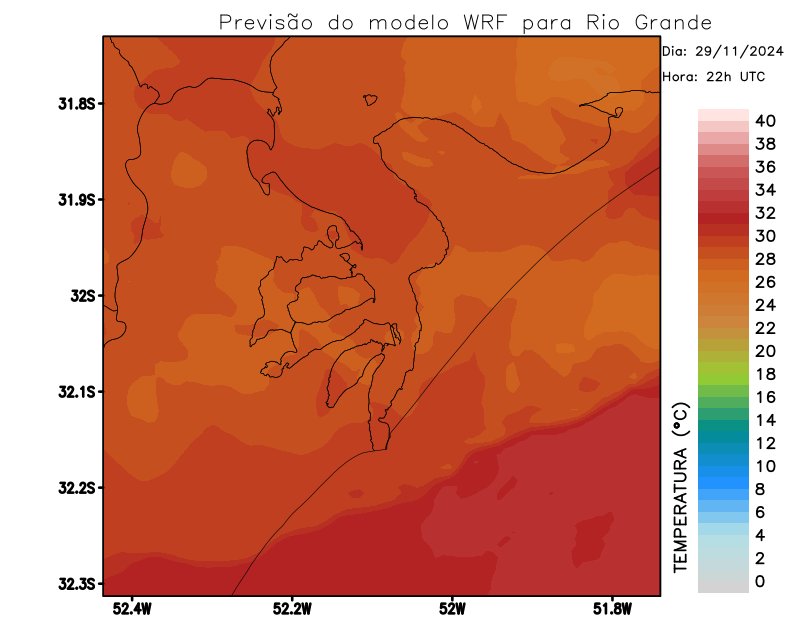 Previsão do modelo WRF para Rio Grande
Dia: 29/11/2024
Hora: 22h UTC
31.8S
31.9S
32S
32.1S
32.2S
32.3S
52.4W
52.2W
52W
51.8W
TEMPERATURA (°C)
40
38
36
34
32
30
28
26
24
22
20
18
16
14
12
10
8
6
4
2
0